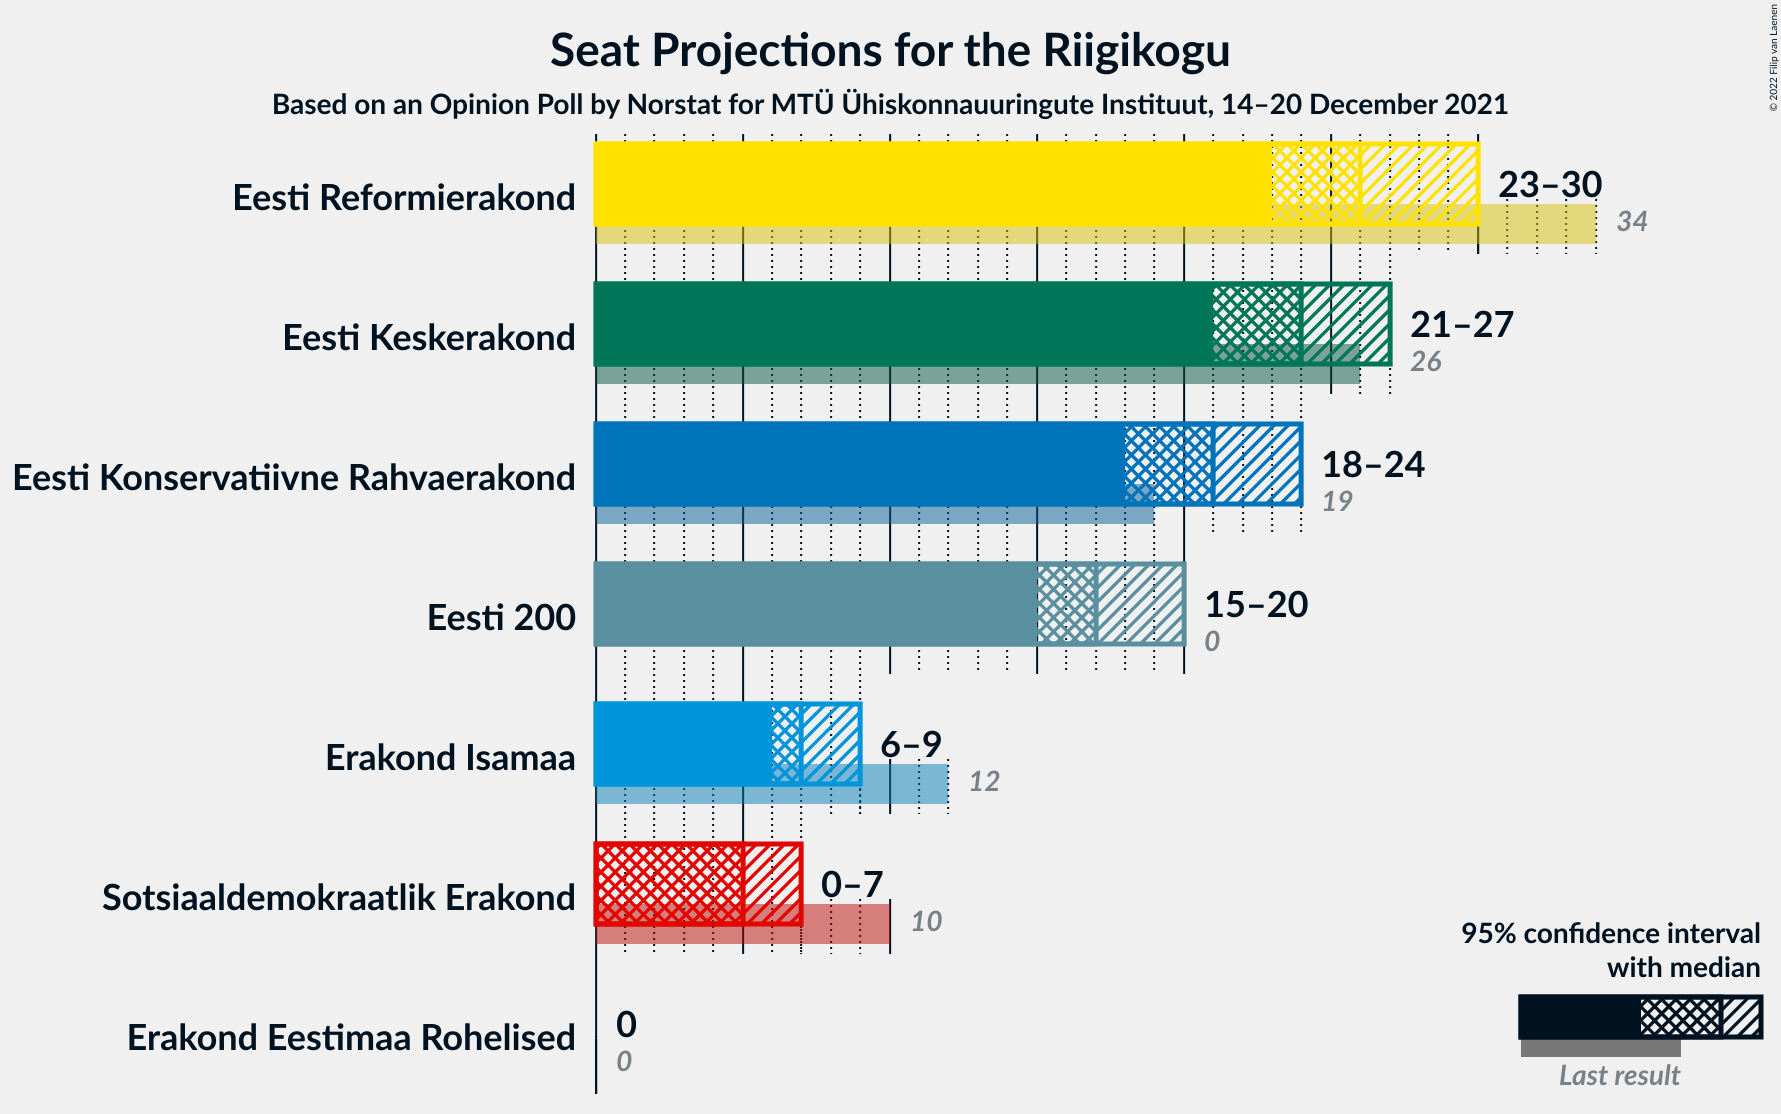 Seat Projections for the Riigikogu
Based on an Opinion Poll by Norstat for MTÜ Ühiskonnauuringute Instituut, 14–20 December 2021
© 2022 Filip van Laenen
Eesti Reformierakond
23–30
34
Eesti Keskerakond
21–27
26
Eesti Konservatiivne Rahvaerakond
18–24
19
Eesti 200
15–20
0
Erakond Isamaa
6–9
12
Sotsiaaldemokraatlik Erakond
0–7
10
Erakond Eestimaa Rohelised
0
0
95% confidence interval
with median
Last result